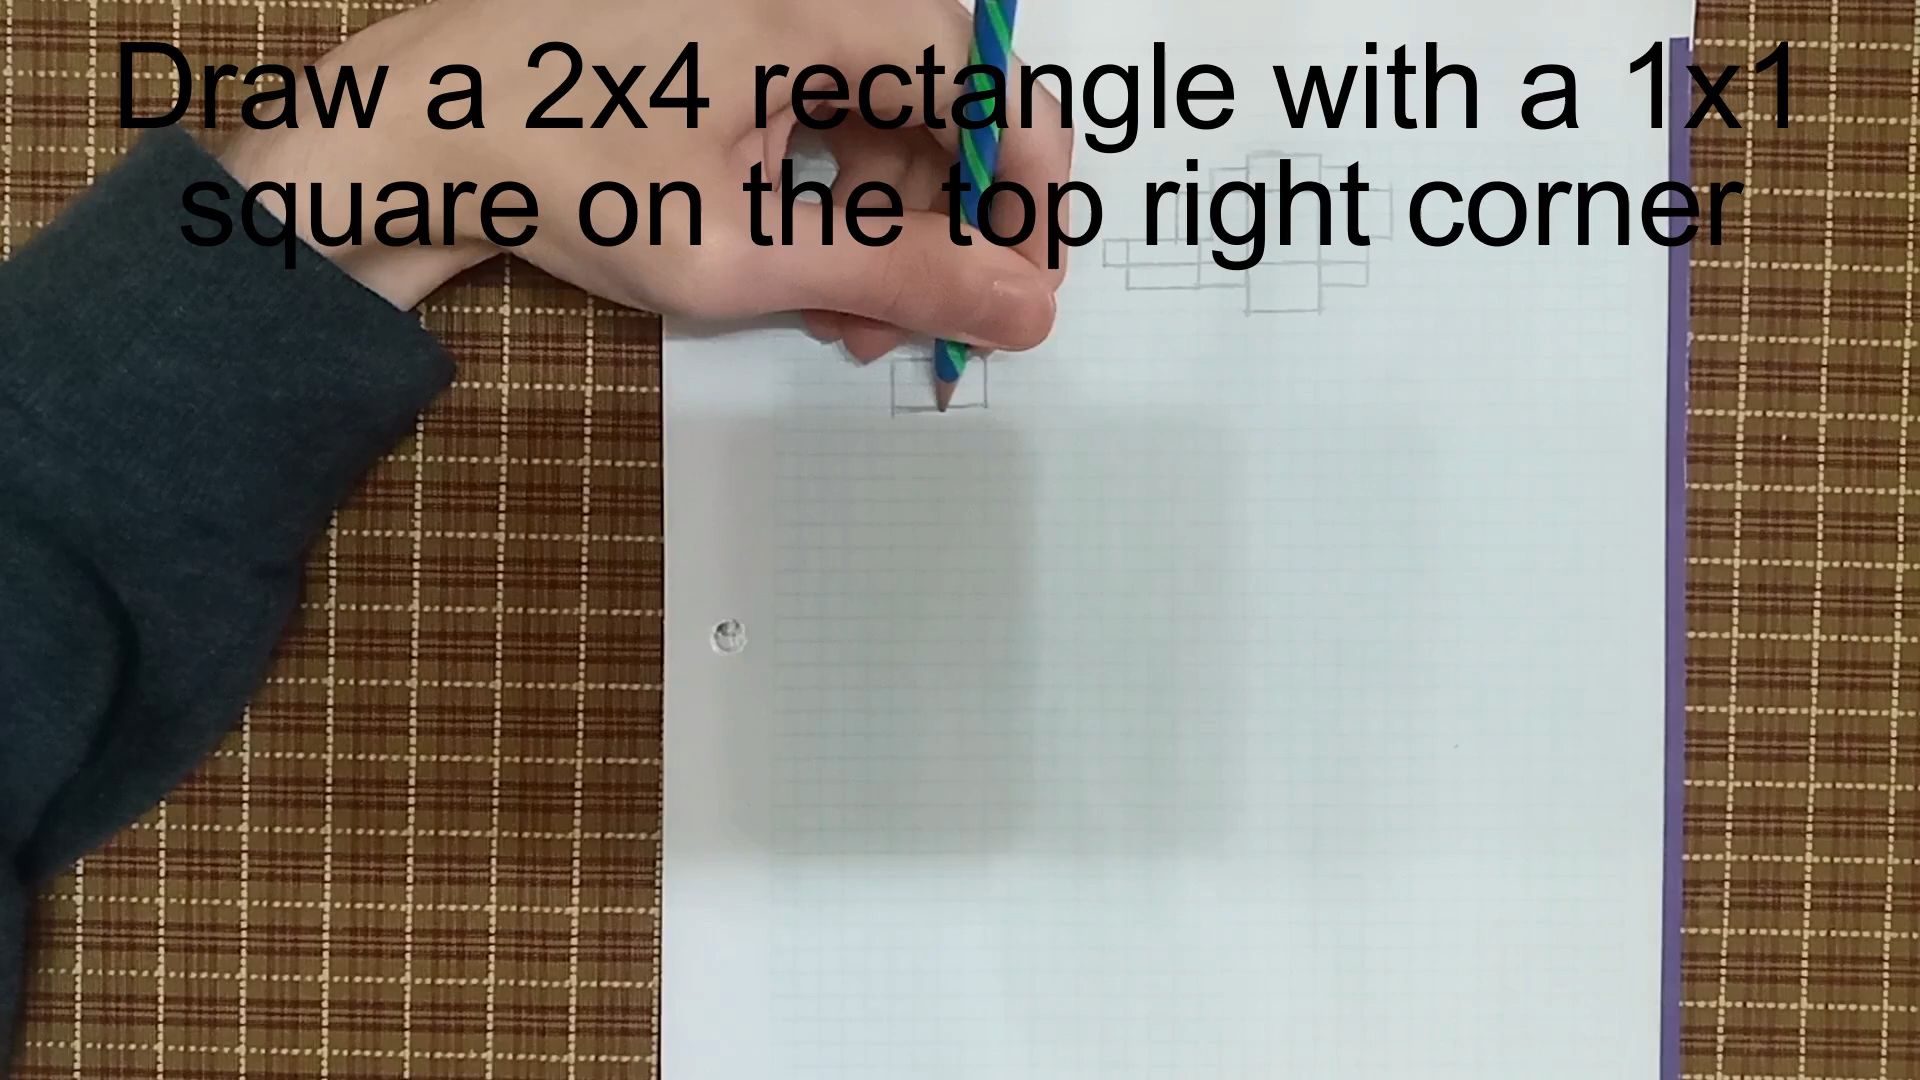 Draw a 2x4 rectangle with a 1x1
square on the top right corner